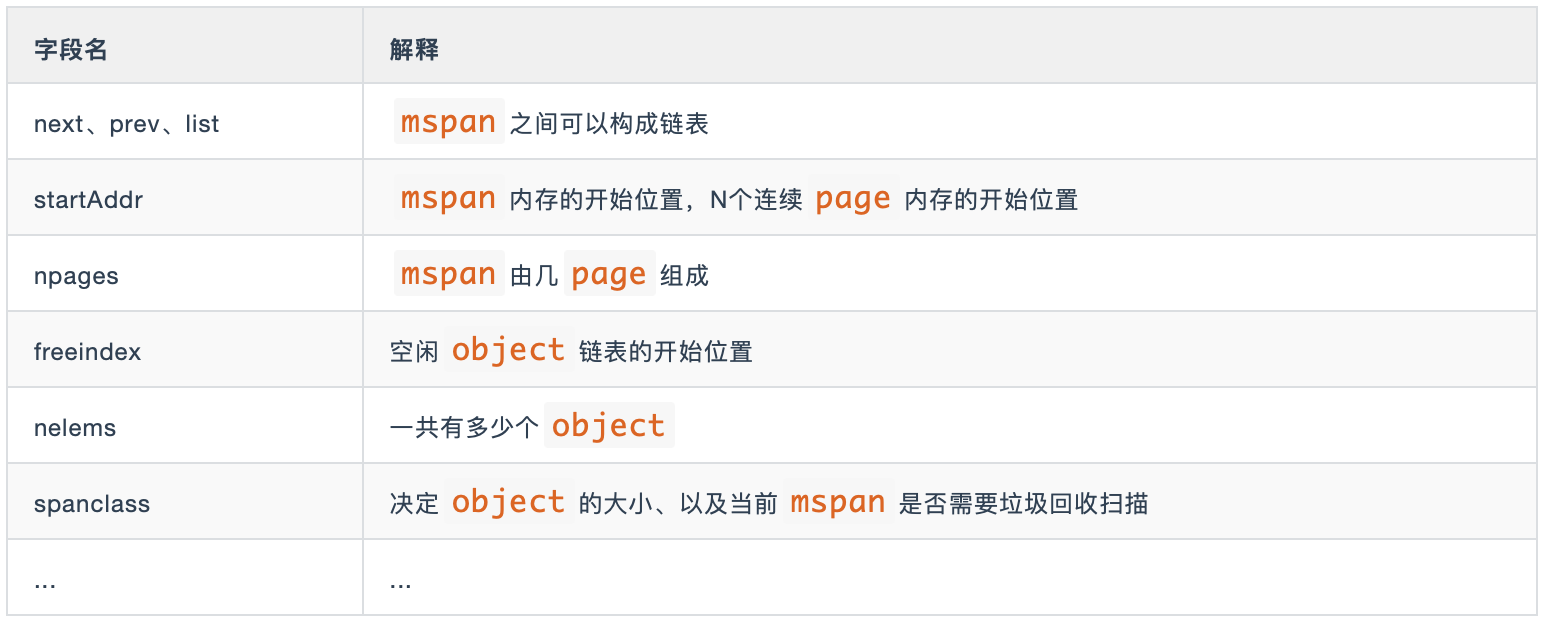 字段名 解释
next、prev、list mspan 之间可以构成链表
startAddr mspan 内存的开始位置，N个连续 page 内存的开始位置
npages mspan 由几 page 组成
freeindex 空闲 object 链表的开始位置
nelems 一共有多少个 object
spanclass 决定 object 的大小、以及当前 mspan 是否需要垃圾回收扫描
... ...